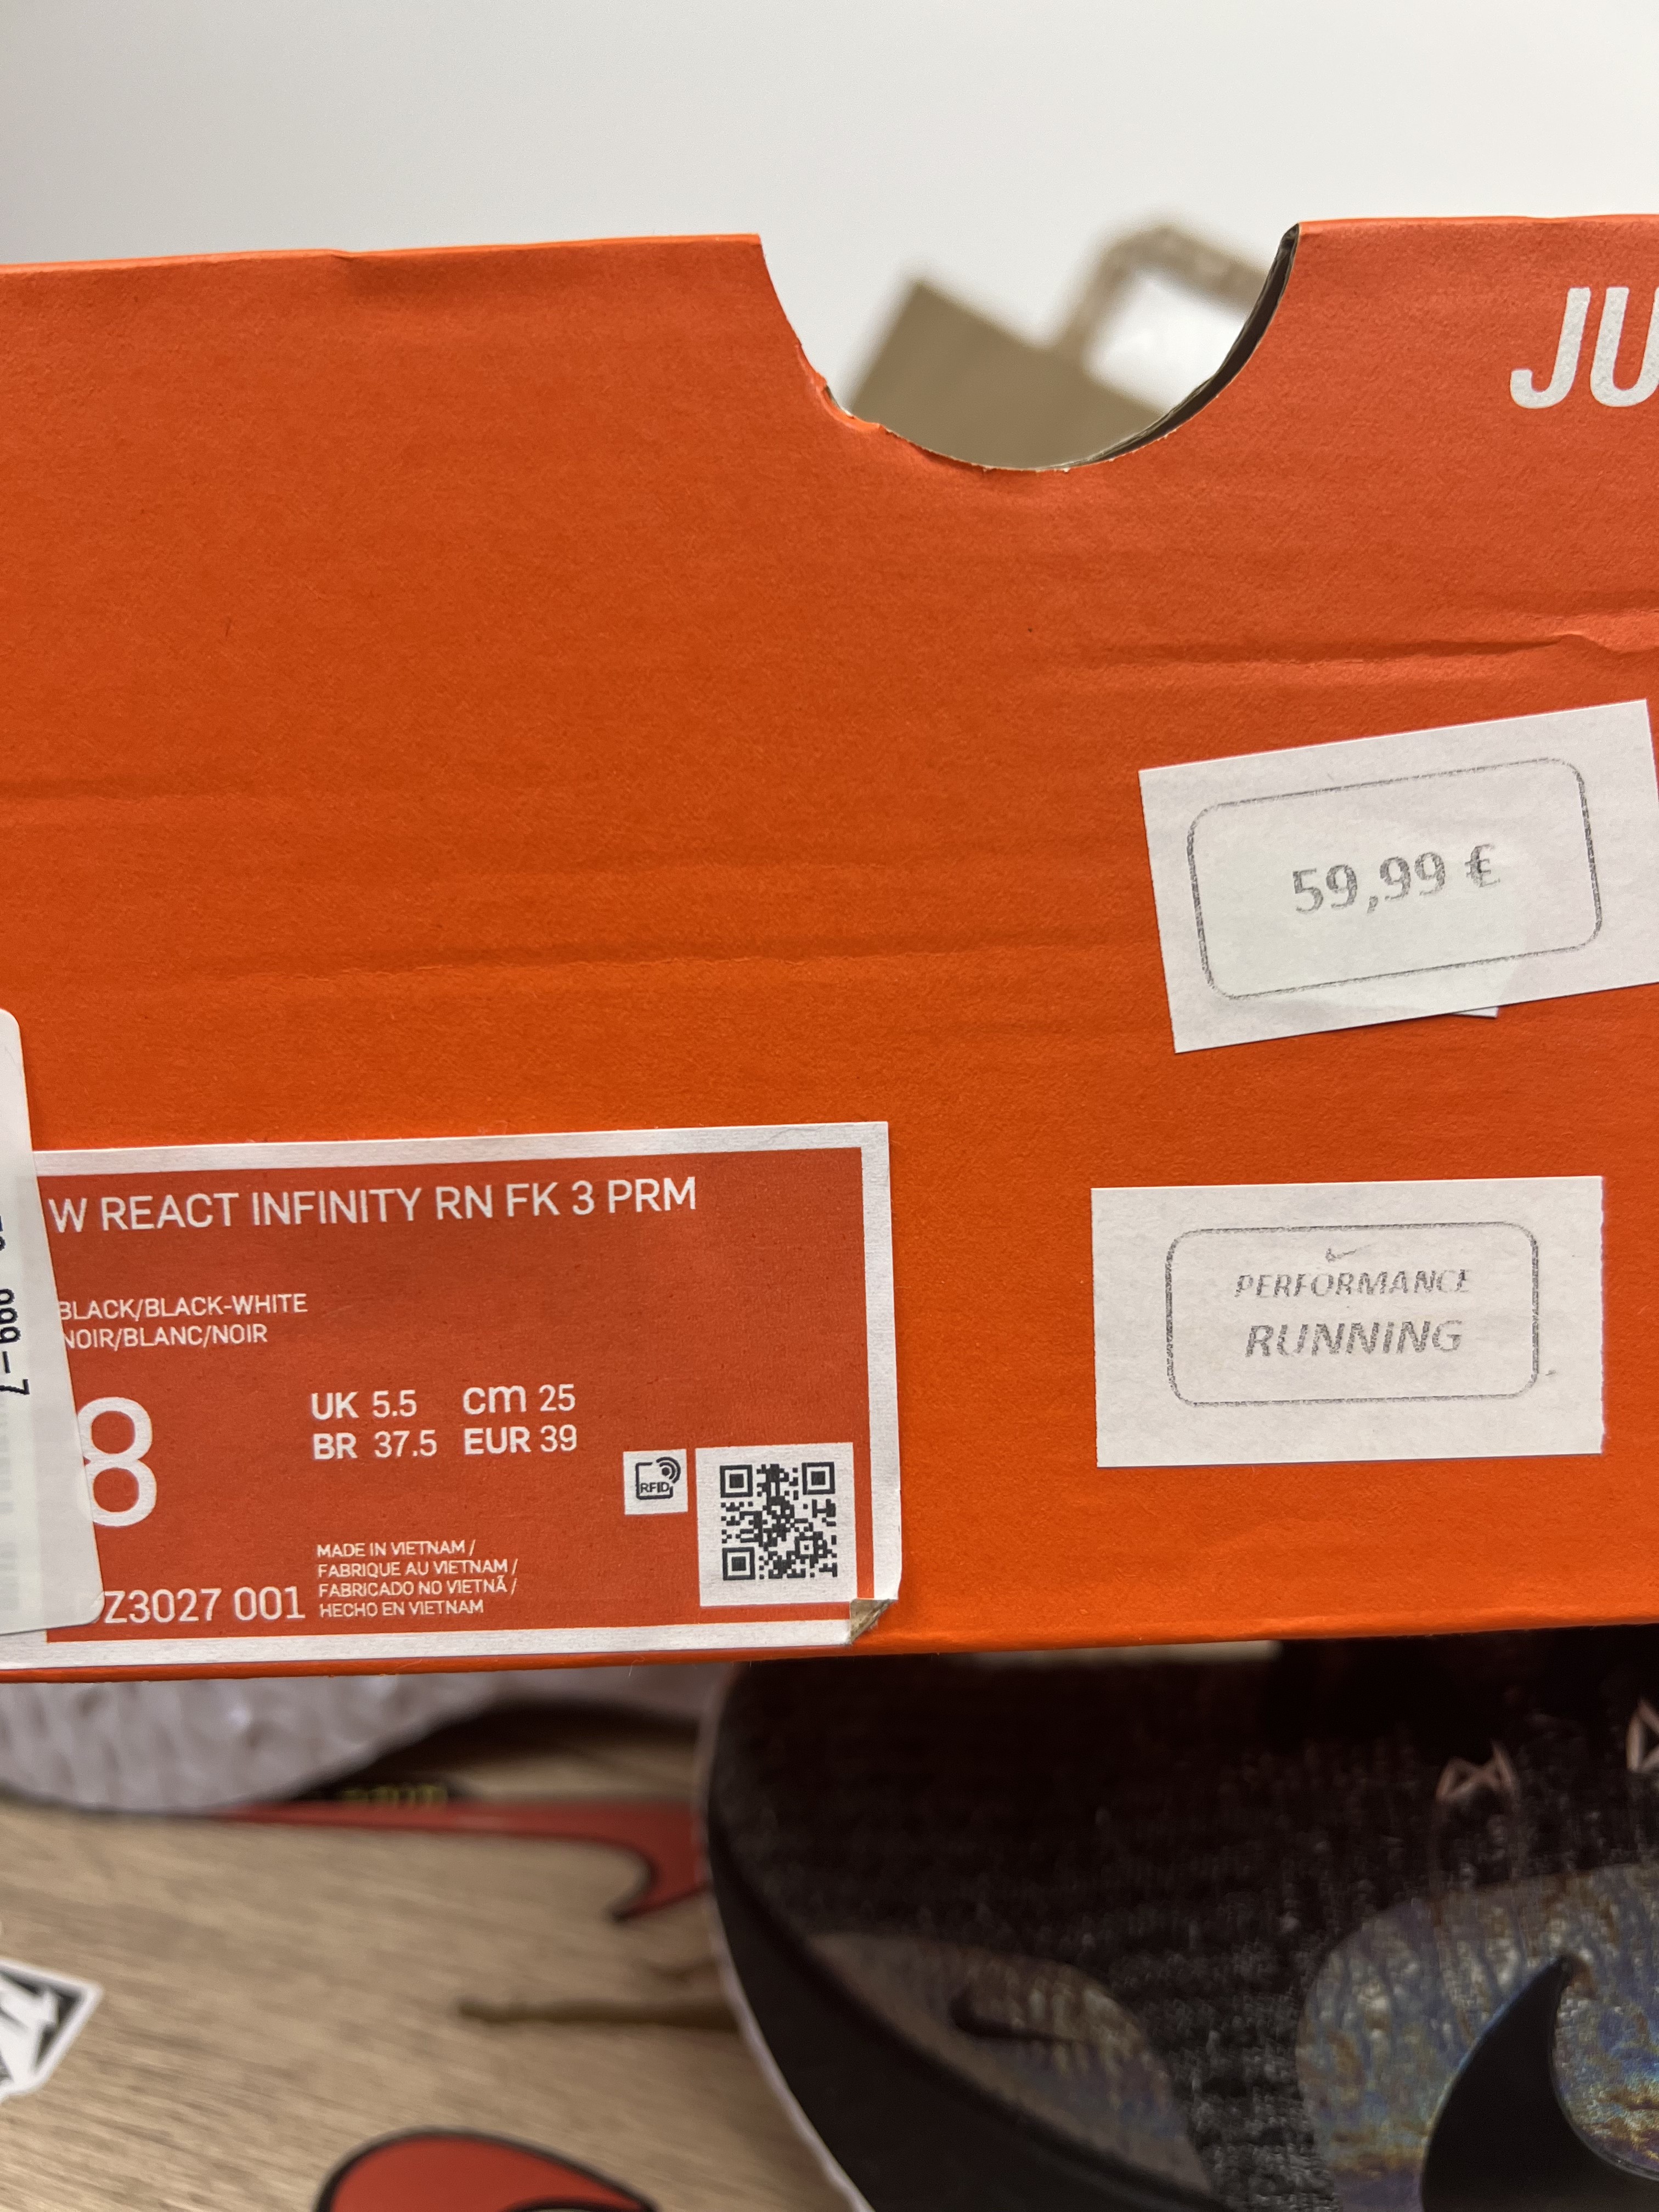 JU
59,99 €
W REACT INFINITY RN FK 3 PRM
BLACK/BLACK-WHITE
NOIR/BLANC/NOIR
8
UK 5.5 cm 25
BR 37.5 EUR 39
RFID
MADE IN VIETNAM /
FABRIQUE AU VIETNAM /
FABRICADO NO VIETNÃ /
HECHO EN VIETNAM
Z3027 001
PERFORMANCE
RUNNING